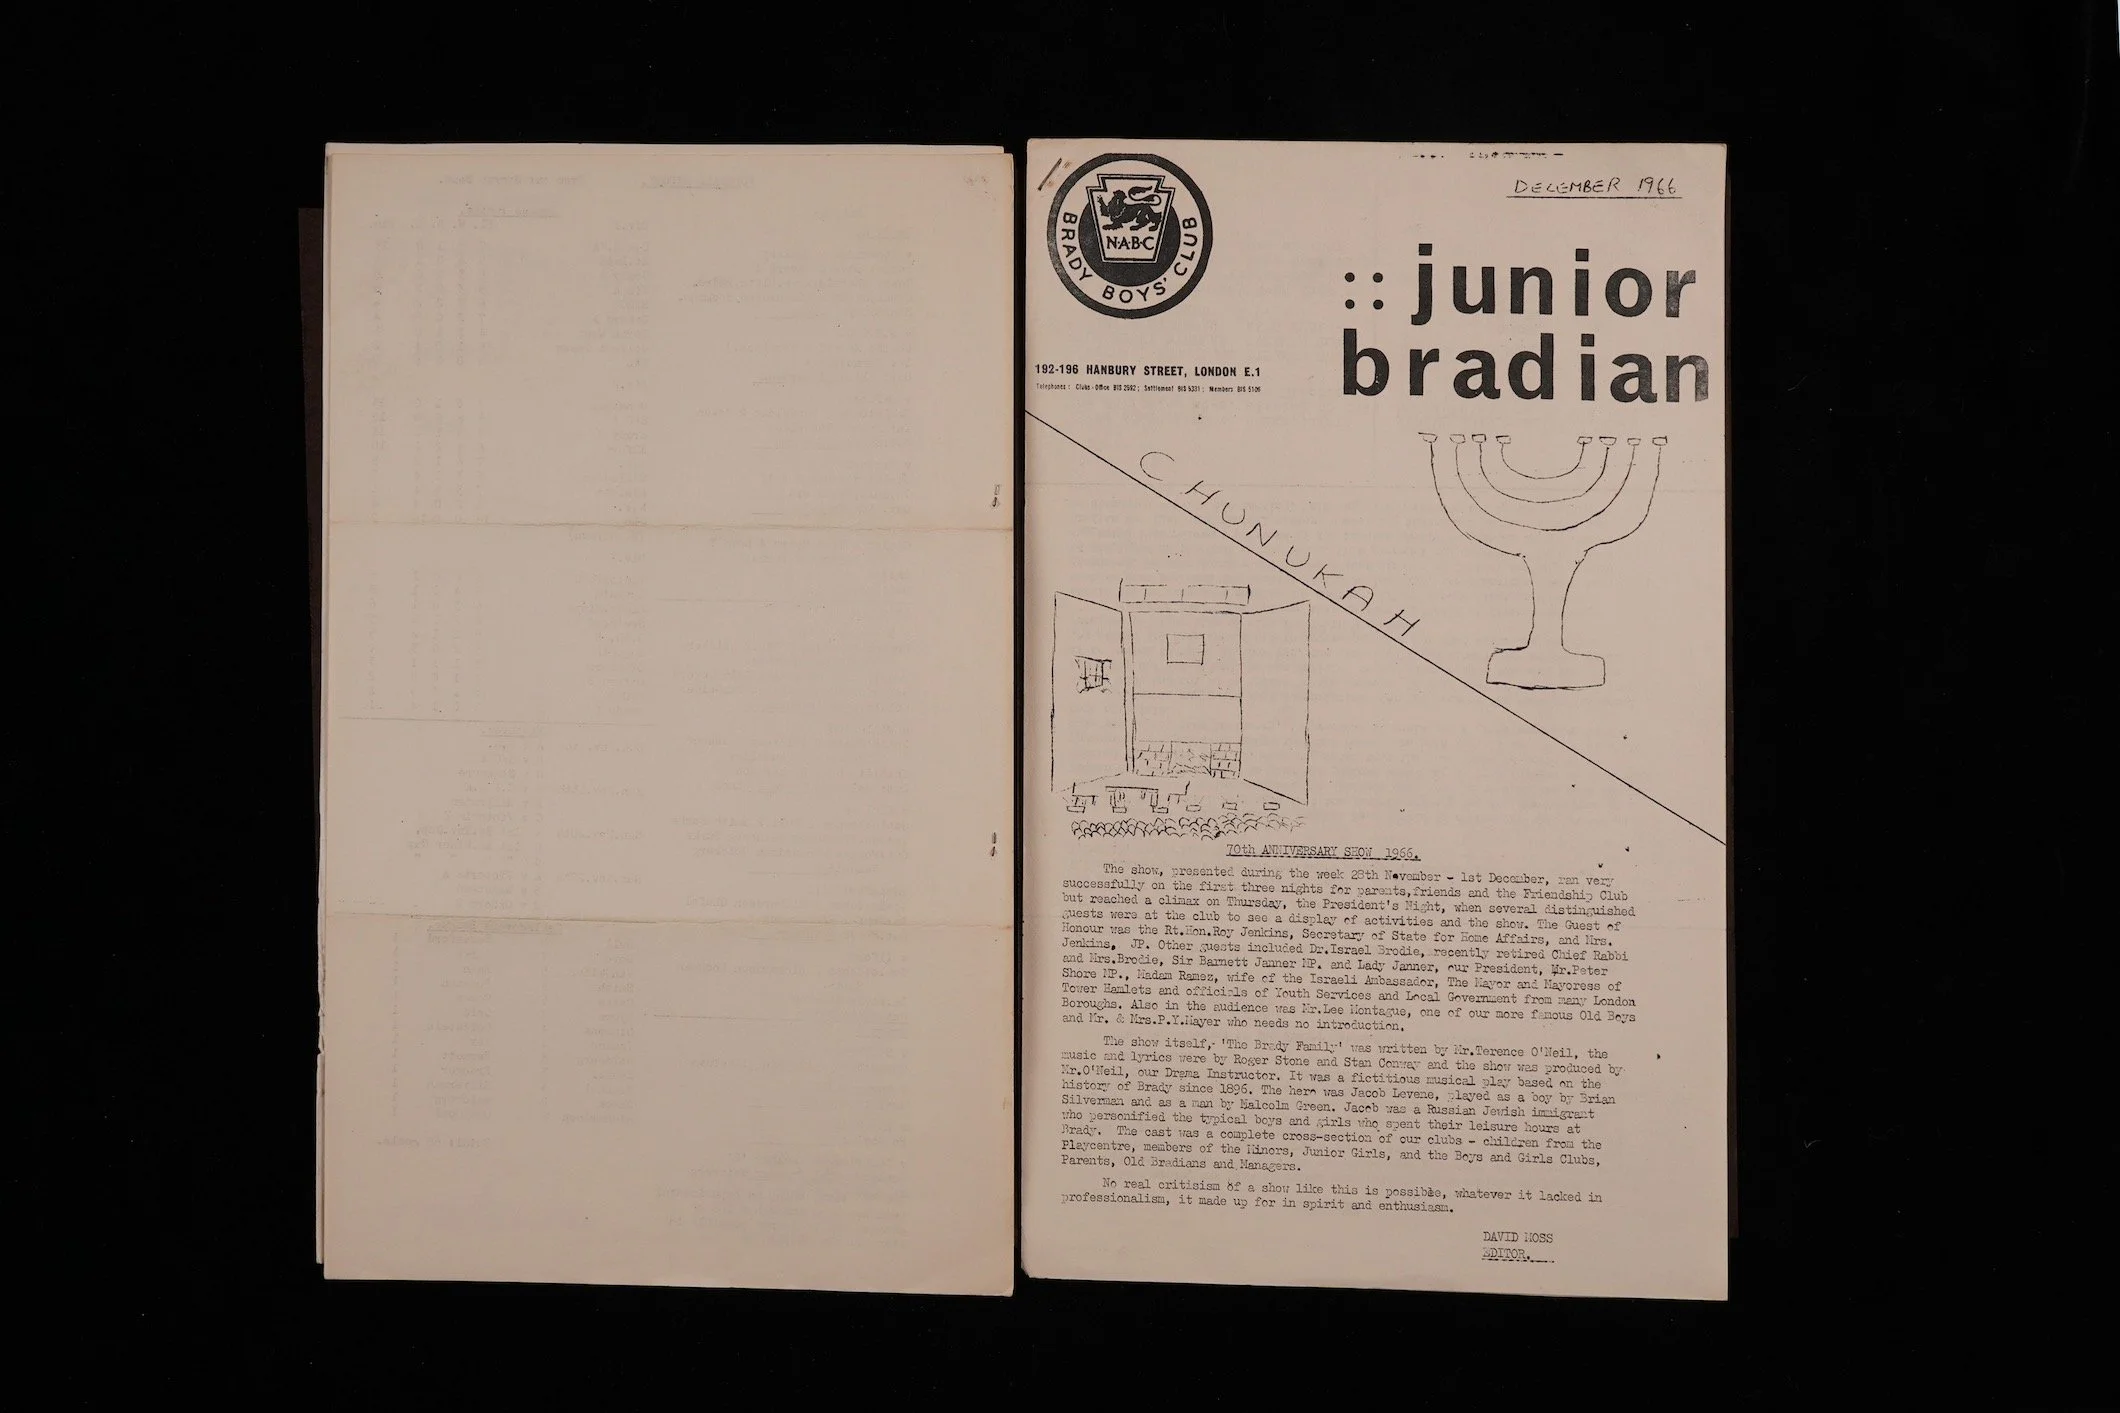 DECEMBER 1966
N·A·B·C
BRADY BOYS' CLUB
:: junior
bradian
192-196 HANBURY STREET, LONDON E.1
Telephones: Clubs-Office BIS 2592; Settlement BIS 5331; Members BIS 5106
CHUNUKAH
70th ANNIVERSARY SHOW 1966.
The show, presented during the week 28th November - 1st December, ran very
successfully on the first three nights for parents,friends and the Friendship Club
but reached a climax on Thursday, the President's Night, when several distinguished
guests were at the club to see a display of activities and the show. The Guest of
Honour was the Rt.Hon.Roy Jenkins, Secretary of State for Home Affairs, and Mrs.
Jenkins, JP. Other guests included Dr.Israel Brodie, recently retired Chief Rabbi
and Mrs.Brodie, Sir Barnett Janner MP. and Lady Janner, our President, Mr.Peter
Shore MP., Madam Ramez, wife of the Israeli Ambassador, The Mayor and Mayoress of
Tower Hamlets and officials of Youth Services and Local Government from many London
Boroughs. Also in the audience was Mr.Lee Montague, one of our more famous Old Boys
and Mr. & Mrs.P.Y.Mayer who needs no introduction.
The show itself,- 'The Brady Family' was written by Mr.Terence O'Neil, the
music and lyrics were by Roger Stone and Stan Conway and the show was produced by
Mr.O'Neil, our Drama Instructor. It was a fictitious musical play based on the
history of Brady since 1896. The hero was Jacob Levene, played as a boy by Brian
Silverman and as a man by Malcolm Green. Jacob was a Russian Jewish immigrant
who personified the typical boys and girls who spent their leisure hours at
Brady. The cast was a complete cross-section of our clubs - children from the
Playcentre, members of the Minors, Junior Girls, and the Boys and Girls Clubs,
Parents, Old Bradians and Managers.
No real critisism of a show like this is possible, whatever it lacked in
professionalism, it made up for in spirit and enthusiasm.
DAVID MOSS
EDITOR.